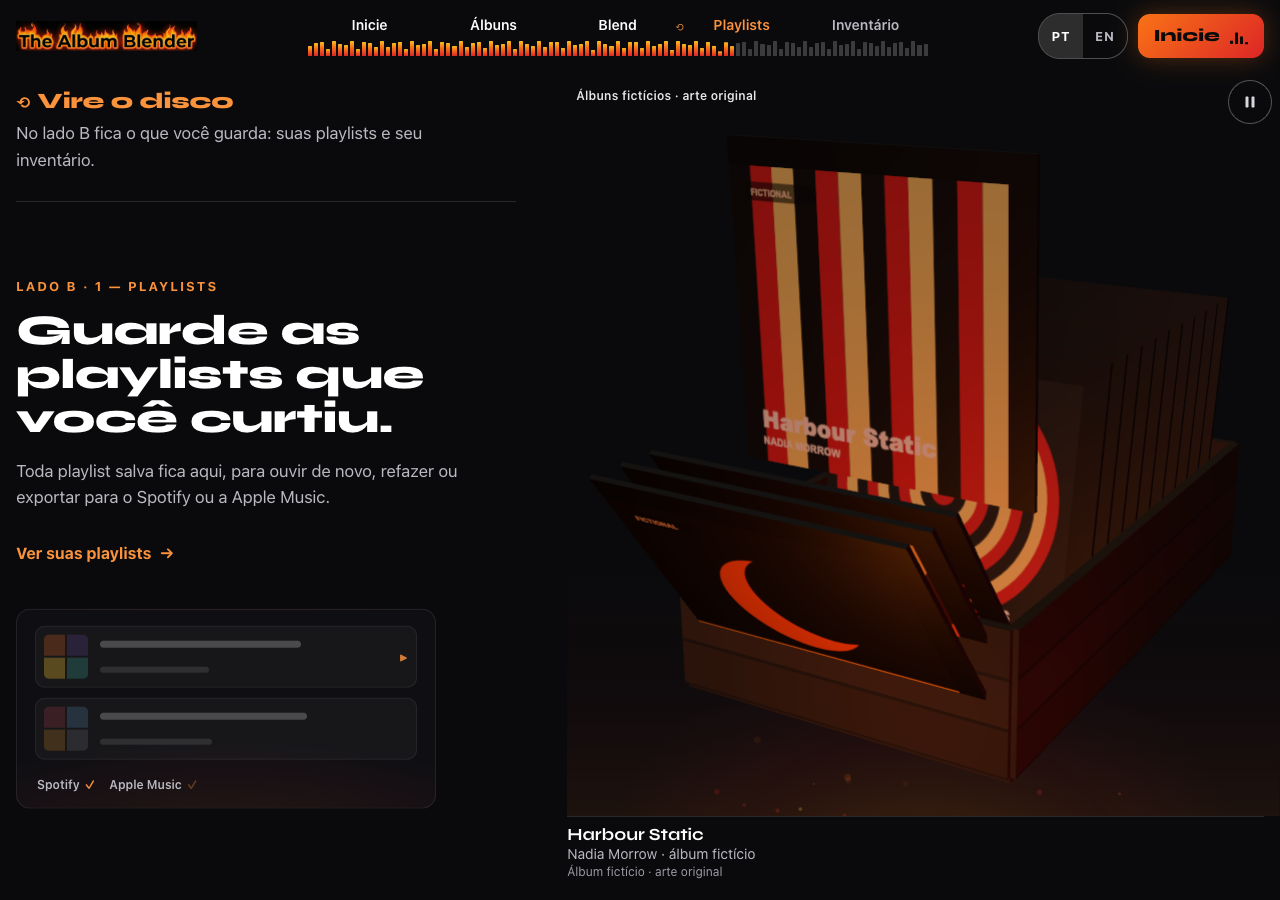 The Album Blender
Inicie
Álbuns
Blend
Playlists
Inventário
PT
EN
Inicie
Vire o disco
No lado B fica o que você guarda: suas playlists e seu
inventário.
LADO B · 1 — PLAYLISTS
Guarde as
playlists que
você curtiu.
Toda playlist salva fica aqui, para ouvir de novo, refazer ou
exportar para o Spotify ou a Apple Music.
Ver suas playlists →
Spotify ✓ Apple Music ✓
Álbuns fictícios · arte original
FICTIONAL
Harbour Static
NADIA MORROW
FICTIONAL
Harbour Static
Nadia Morrow · álbum fictício
Álbum fictício · arte original